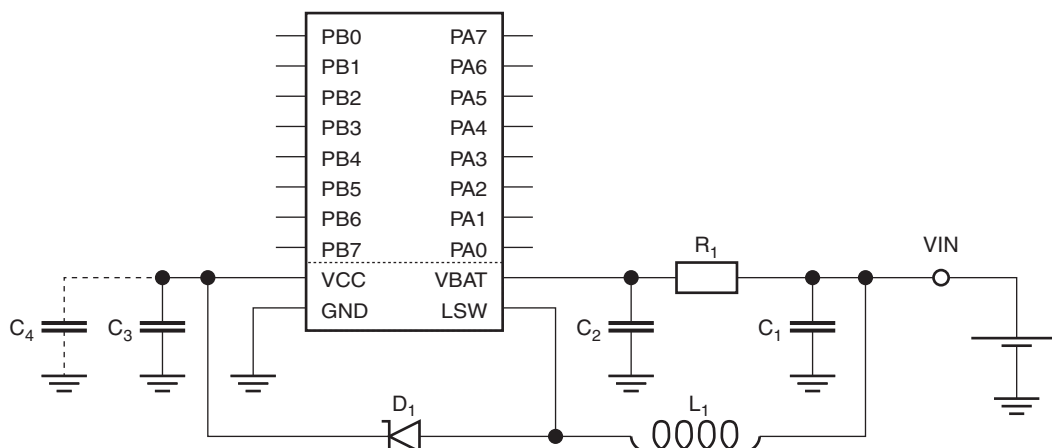 PB0 PA7
PB1 PA6
PB2 PA5
PB3 PA4
PB4 PA3
PB5 PA2
PB6 PA1
PB7 PA0 R1 VIN
VCC VBAT
C4 C3 GND LSW C2 C1
D1 L1